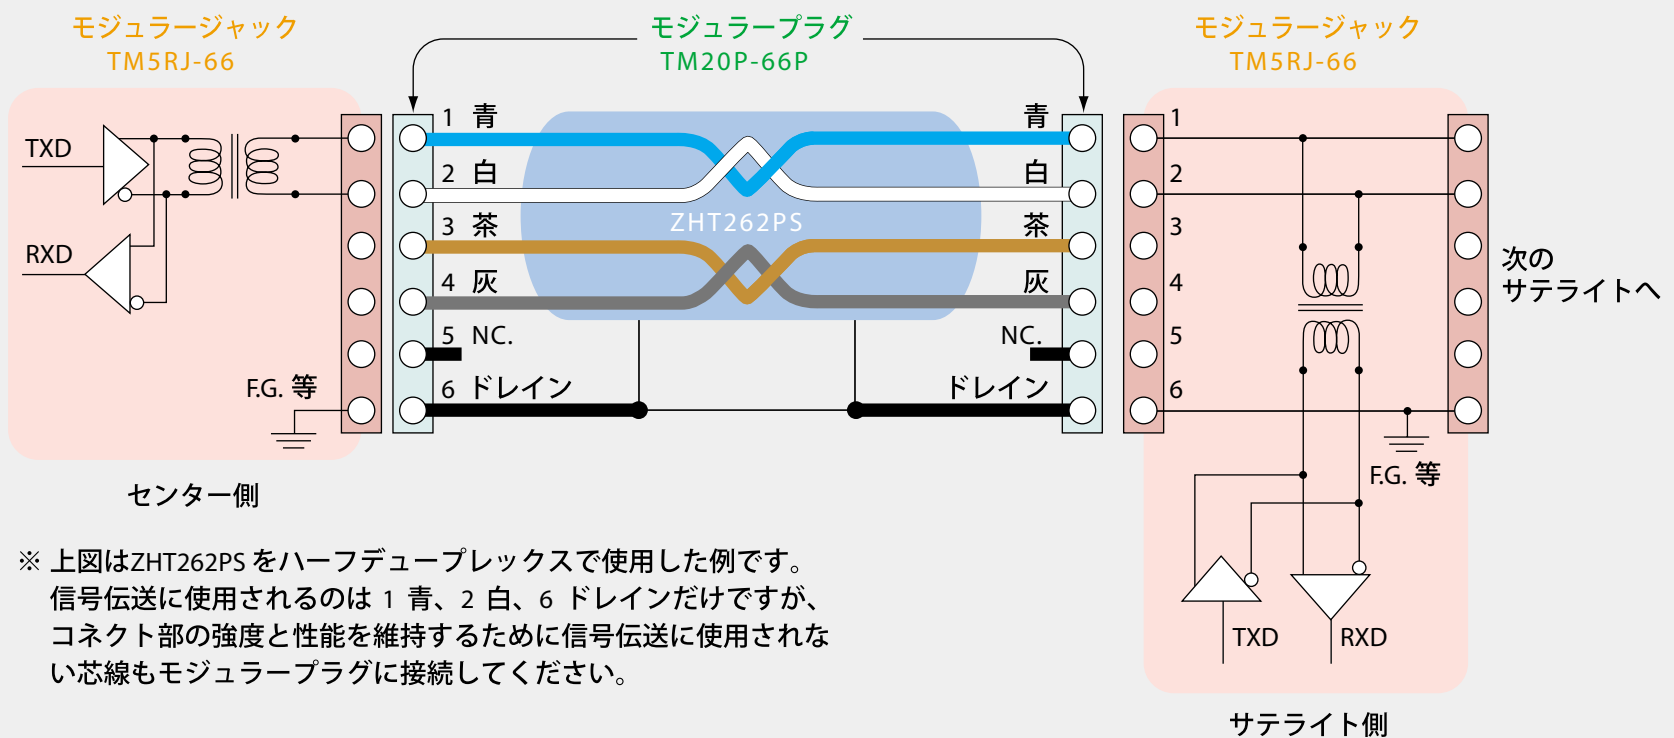 モジュラージャック
TM5RJ-66
モジュラープラグ
TM20P-66P
モジュラージャック
TM5RJ-66
TXD
RXD
F.G. 等
センター側
1 青
2 白
3 茶
4 灰
5 NC.
6 ドレイン
ZHT262PS
青
白
茶
灰
NC.
ドレイン
1
2
3
4
5
6
次の
サテライトへ
F.G. 等
TXD
RXD
サテライト側
※ 上図はZHT262PS をハーフデュープレックスで使用した例です。
信号伝送に使用されるのは 1 青、2 白、6 ドレインだけですが、
コネクト部の強度と性能を維持するために信号伝送に使用されな
い芯線もモジュラープラグに接続してください。